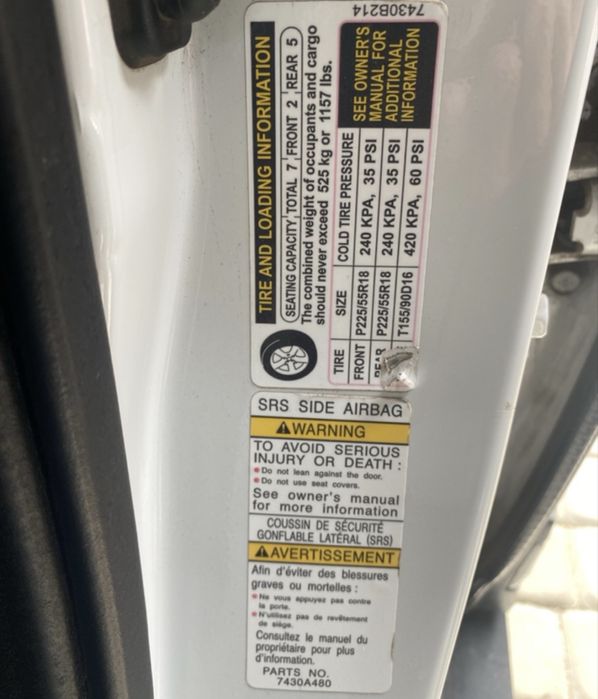 7430B214
TIRE AND LOADING INFORMATION
SEATING CAPACITY TOTAL 7 FRONT 2 REAR 5
The combined weight of occupants and cargo
should never exceed 525 kg or 1157 lbs.
TIRE SIZE COLD TIRE PRESSURE
FRONT P225/55R18 240 KPA, 35 PSI
REAR P225/55R18 240 KPA, 35 PSI
T155/90D16 420 KPA, 60 PSI
SEE OWNER'S
MANUAL FOR
ADDITIONAL
INFORMATION
SRS SIDE AIRBAG
WARNING
TO AVOID SERIOUS
INJURY OR DEATH :
Do not lean against the door.
Do not use seat covers.
See owner's manual
for more information
COUSSIN DE SÉCURITÉ
GONFLABLE LATÉRAL (SRS)
AVERTISSEMENT
Afin d'éviter des blessures
graves ou mortelles :
Ne vous appuyez pas contre
la porte.
N'utilisez pas de revêtement
de siège.
Consultez le manuel du
propriétaire pour plus
d'information.
PARTS NO.
7430A480